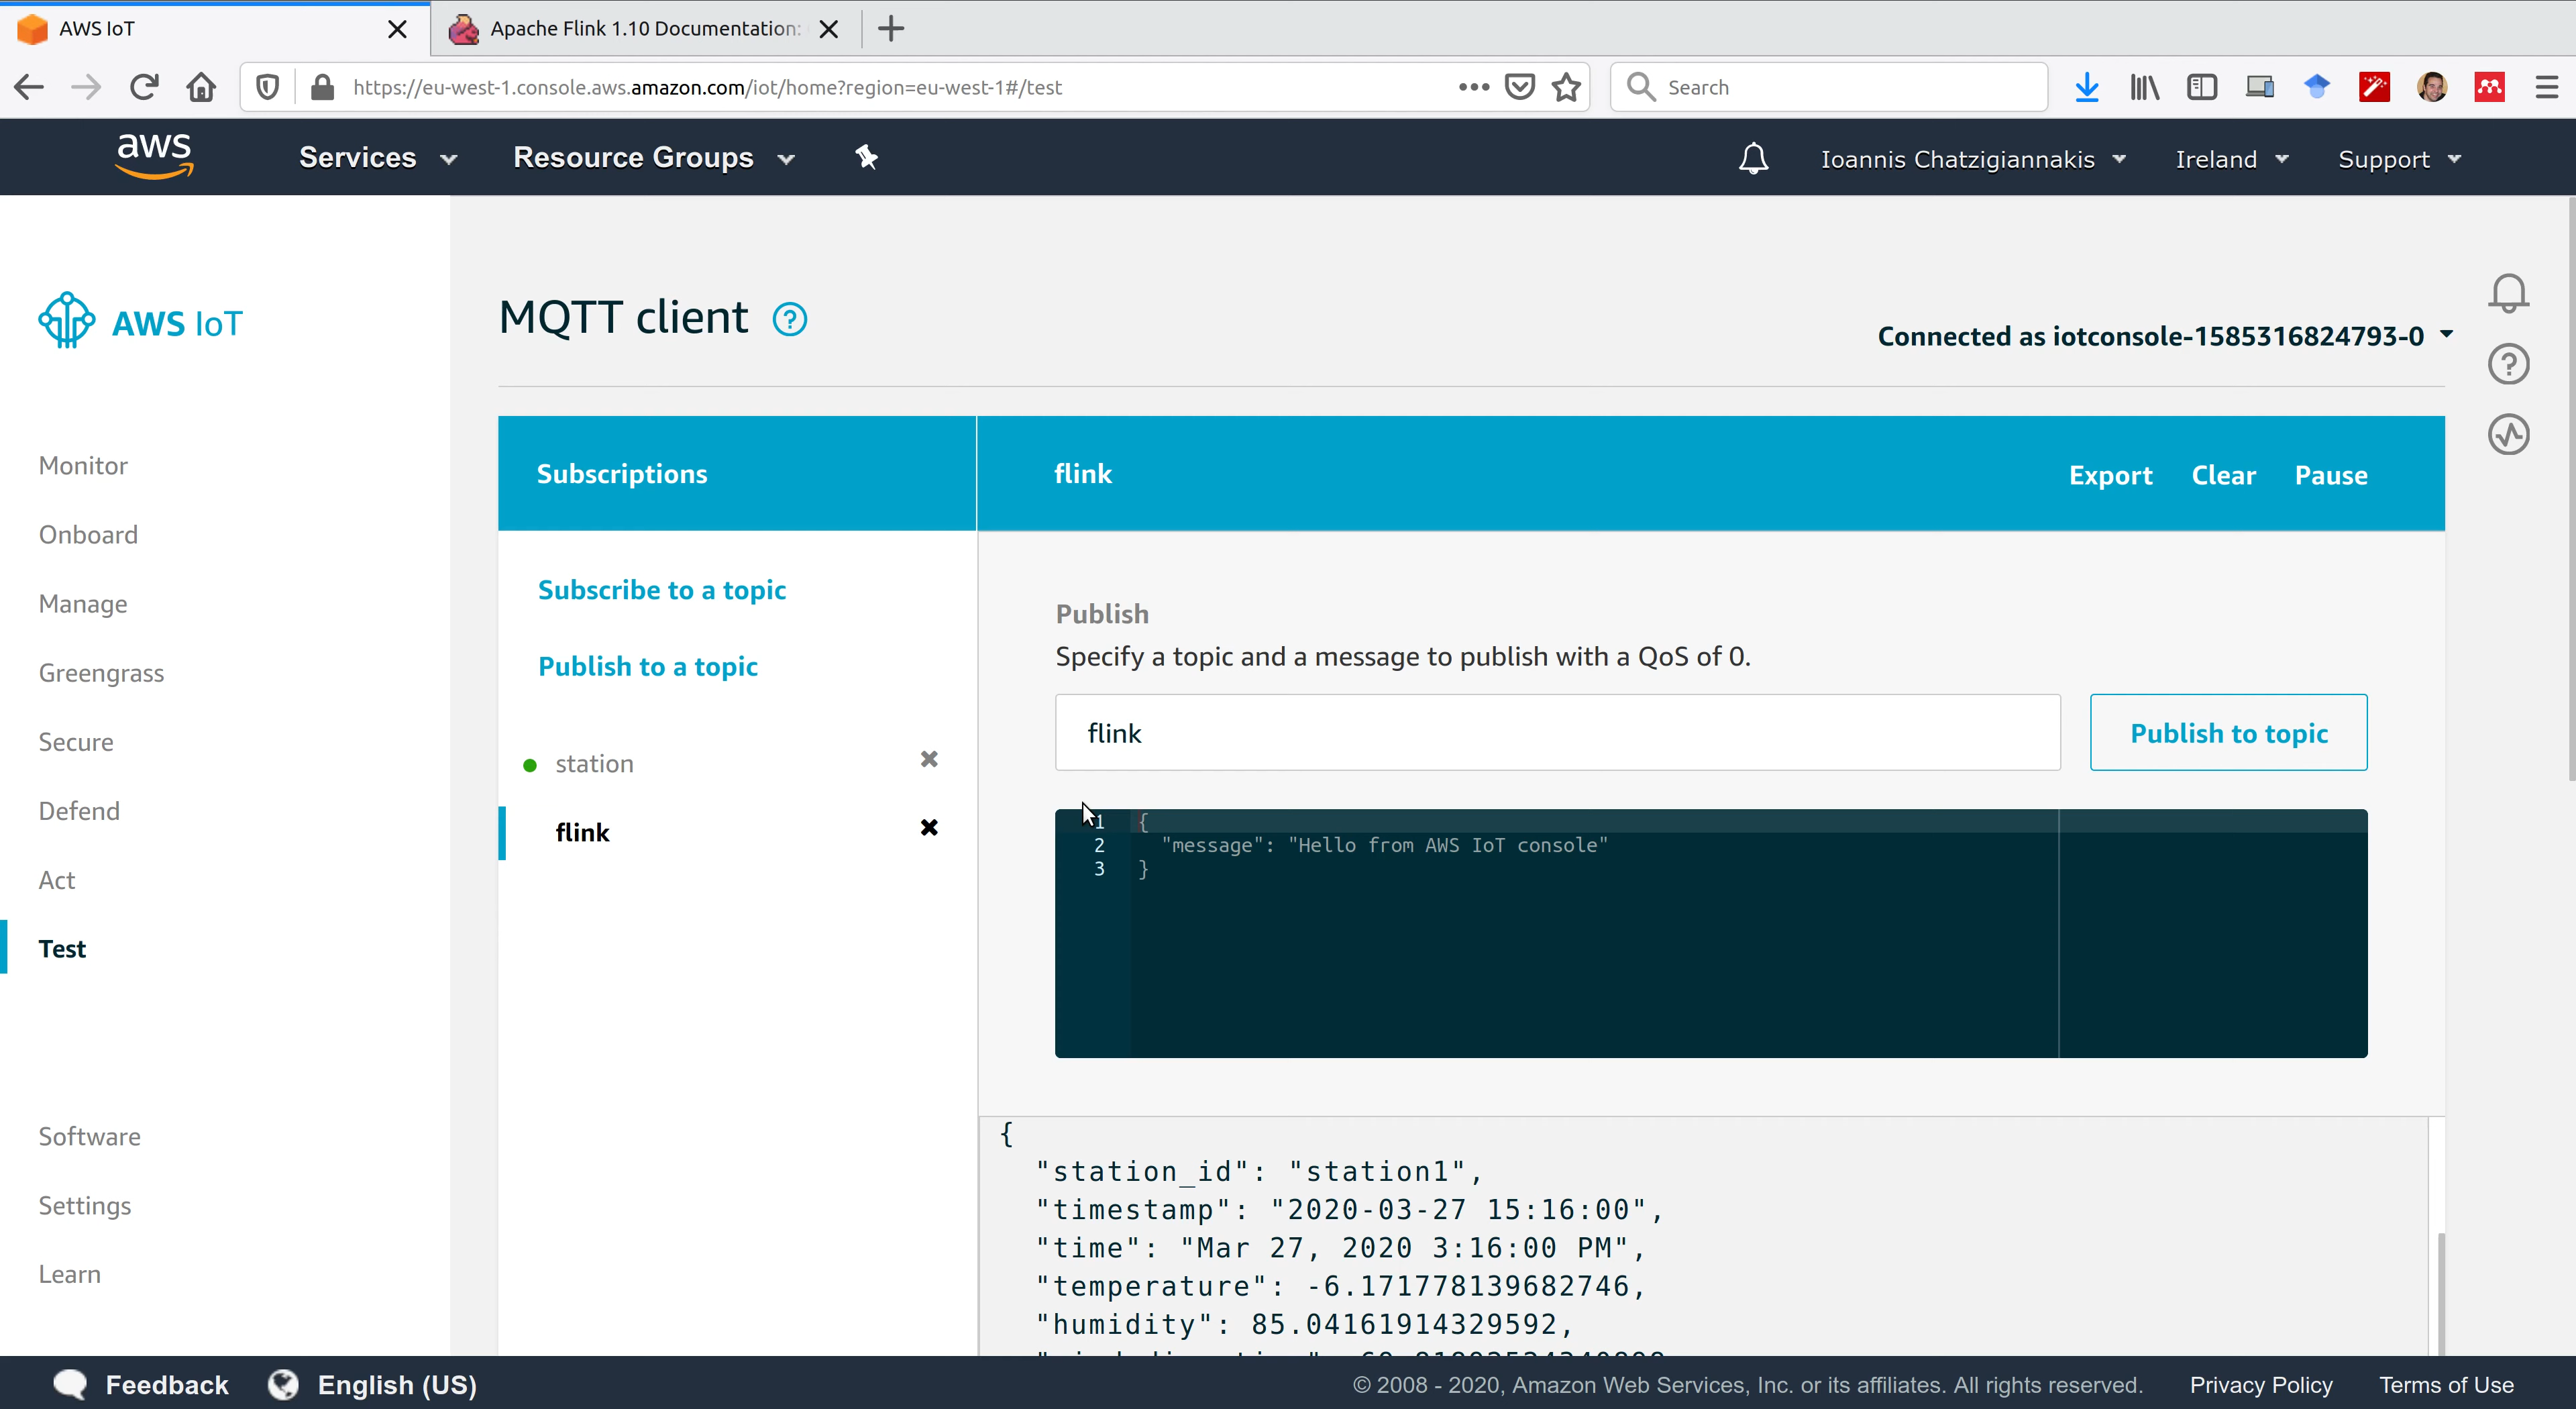 AWS IoT
Apache Flink 1.10 Documentation:
https://eu-west-1.console.aws.amazon.com/iot/home?region=eu-west-1#/test
Search
aws
Services
Resource Groups
Ioannis Chatzigiannakis
Ireland
Support
AWS IoT
MQTT client
Connected as iotconsole-1585316824793-0
Monitor
Onboard
Manage
Greengrass
Secure
Defend
Act
Test
Software
Settings
Learn
Subscriptions
flink
Export
Clear
Pause
Subscribe to a topic
Publish to a topic
station
flink
Publish
Specify a topic and a message to publish with a QoS of 0.
flink
Publish to topic
1 {
2 "message": "Hello from AWS IoT console"
3 }
{
"station_id": "station1",
"timestamp": "2020-03-27 15:16:00",
"time": "Mar 27, 2020 3:16:00 PM",
"temperature": -6.171778139682746,
"humidity": 85.04161914329592,
Feedback
English (US)
© 2008 - 2020, Amazon Web Services, Inc. or its affiliates. All rights reserved.
Privacy Policy
Terms of Use